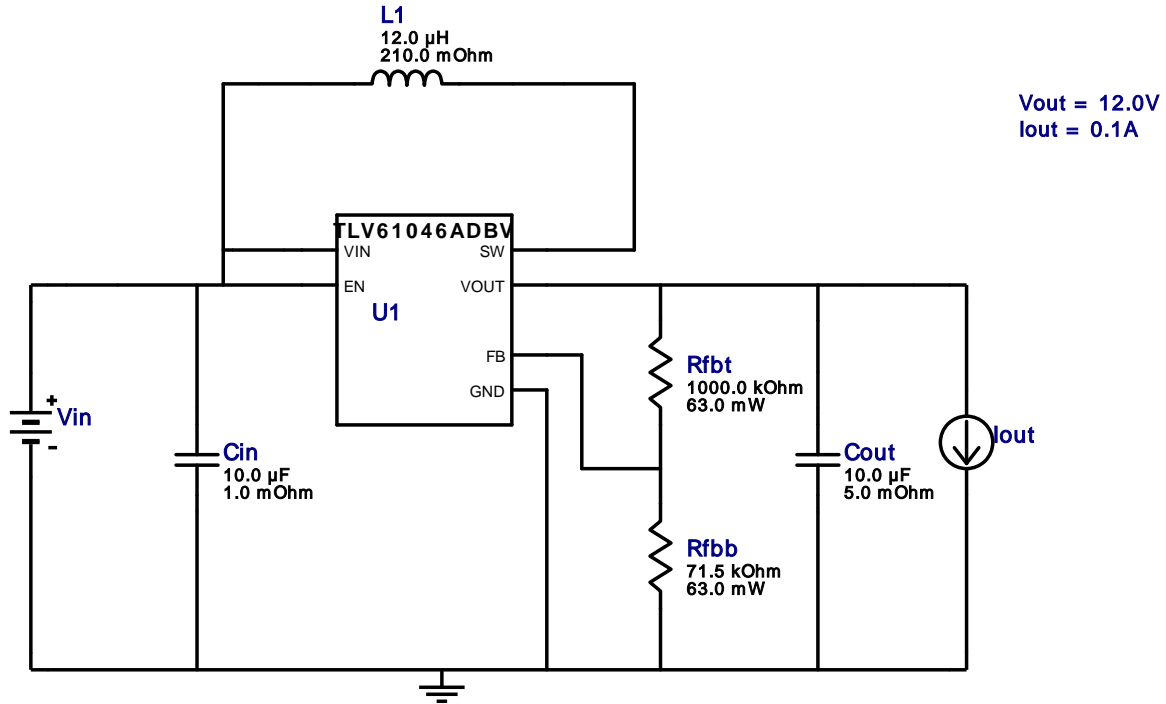 L1
12.0 µH
210.0 mOhm
Vout = 12.0V
Iout = 0.1A
TLV61046ADBV
VIN
SW
EN
VOUT
U1
FB
GND
Rfbt
1000.0 kOhm
63.0 mW
+
Vin
-
Cin
10.0 µF
1.0 mOhm
Cout
10.0 µF
5.0 mOhm
Iout
Rfbb
71.5 kOhm
63.0 mW